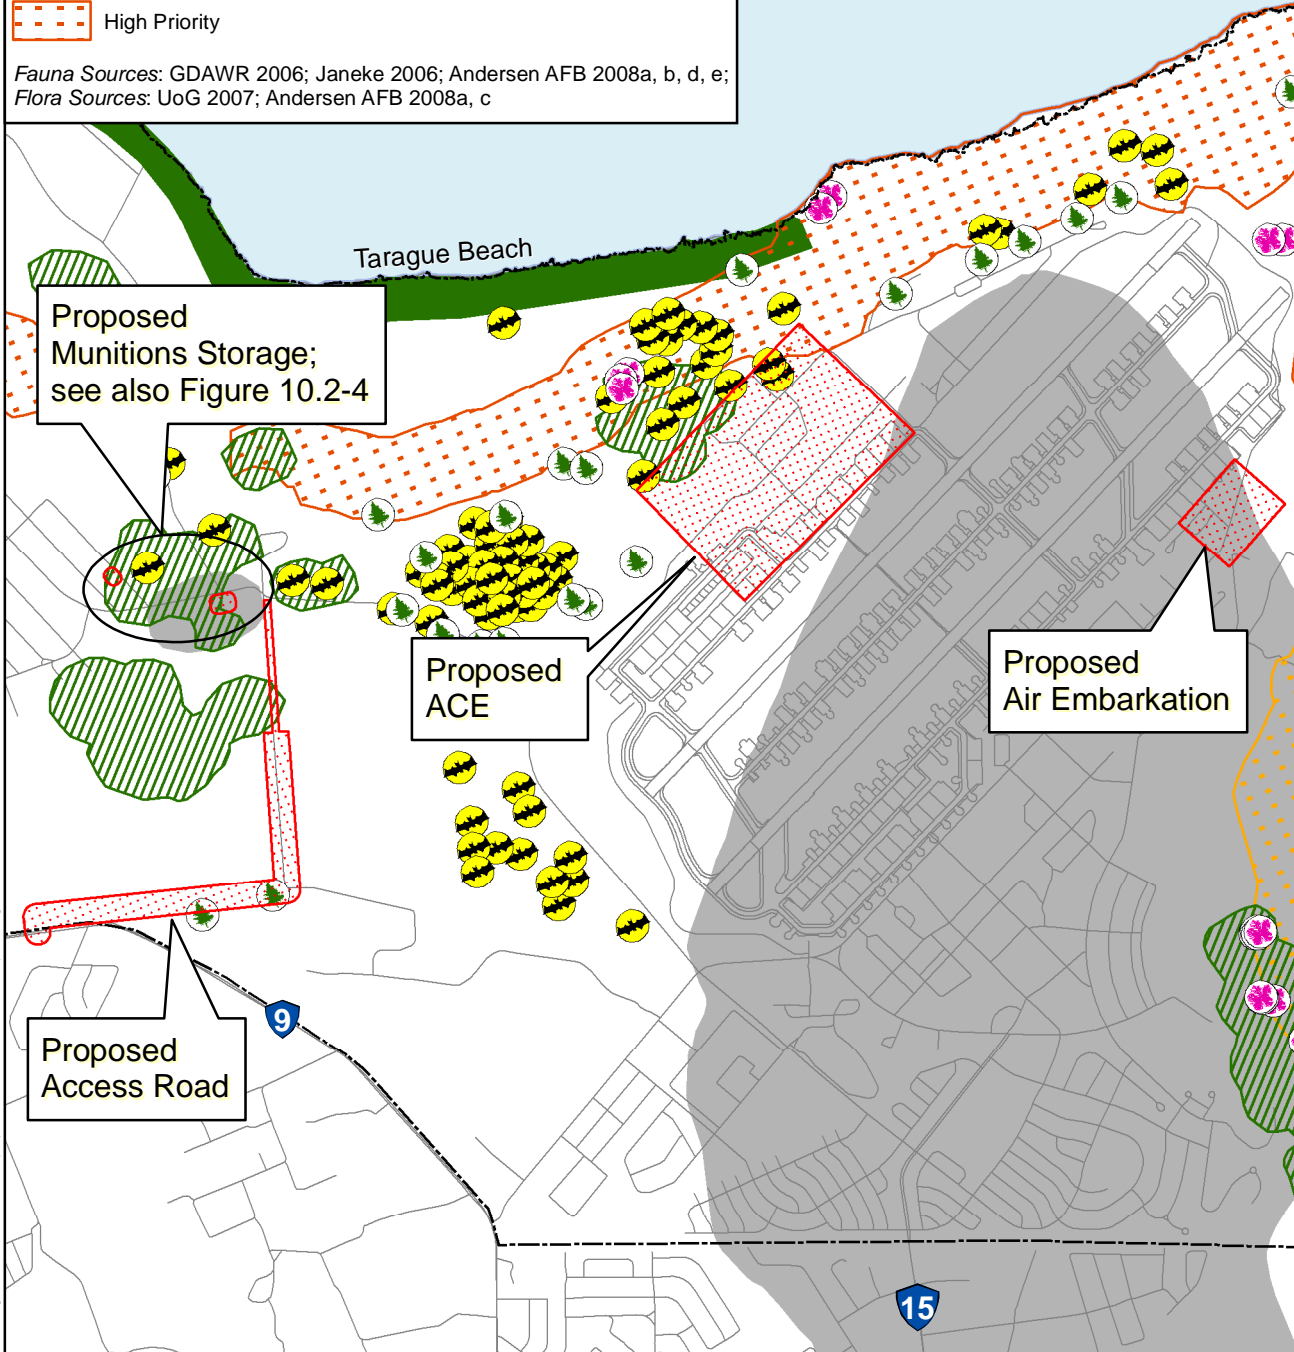 High Priority
Fauna Sources: GDAWR 2006; Janeke 2006; Andersen AFB 2008a, b, d, e;
Flora Sources: UoG 2007; Andersen AFB 2008a, c
Tarague Beach
Proposed
Munitions Storage;
see also Figure 10.2-4
Proposed
ACE
Proposed
Air Embarkation
9
Proposed
Access Road
15